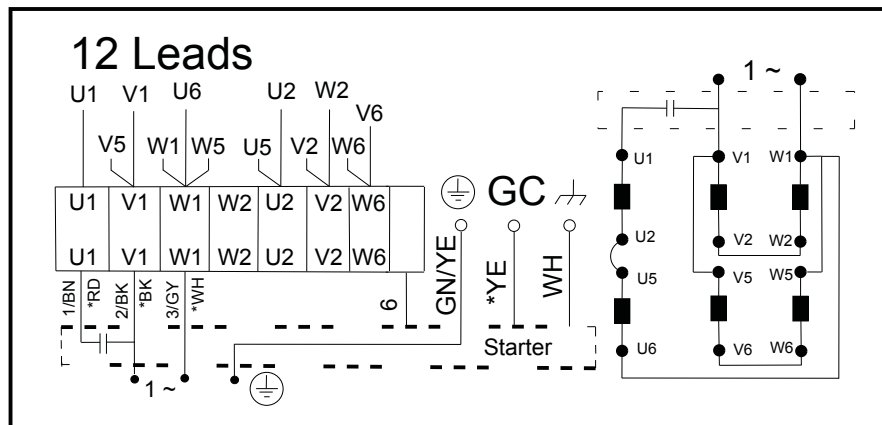 12 Leads
U1 V1 U6 U2 W2 V6
V5 W1 W5 U5 V2 W6
U1 V1 W1 W2 U2 V2 W6
U1 V1 W1 W2 U2 V2 W6
1/BN *RD 2/BK *BK 3/GY *WH 6 GN/YE *YE WH
GC
Starter
1 ~
1 ~
U1 V1 W1
U2 V2 W2
U5 V5 W5
U6 V6 W6